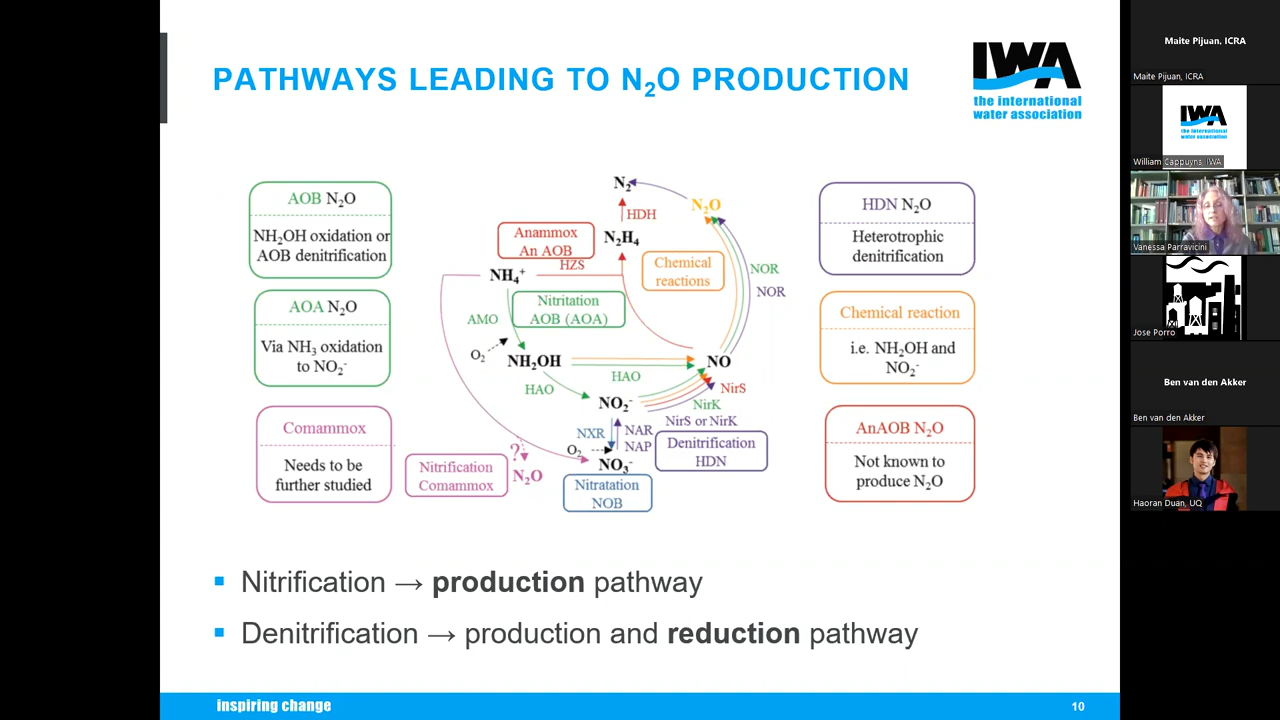 PATHWAYS LEADING TO N₂O PRODUCTION
IWA
the international
water association
AOB N₂O
NH₂OH oxidation or
AOB denitrification
AOA N₂O
Via NH₃ oxidation
to NO₂⁻
Comammox
Needs to be
further studied
N₂
HDH
N₂O
Anammox
An AOB
N₂H₄
HZS
NH₄⁺
Chemical
reactions
NOR
NOR
Nitritation
AOB (AOA)
AMO
O₂
NH₂OH
NO
HAO
HAO
NO₂⁻
NirS
NirK
NirS or NirK
NXR
NAR
NAP
O₂
NO₃⁻
Denitrification
HDN
?
N₂O
Nitrification
Comammox
Nitratation
NOB
HDN N₂O
Heterotrophic
denitrification
Chemical reaction
i.e. NH₂OH and
NO₂⁻
AnAOB N₂O
Not known to
produce N₂O
▪ Nitrification → production pathway
▪ Denitrification → production and reduction pathway
inspiring change
10
Maite Pijuan, ICRA
Maite Pijuan, ICRA
IWA
the international
water association
William Cappuyns, IWA
Vanessa Parravicini
Jose Porro
Ben van den Akker
Ben van den Akker
Haoran Duan, UQ